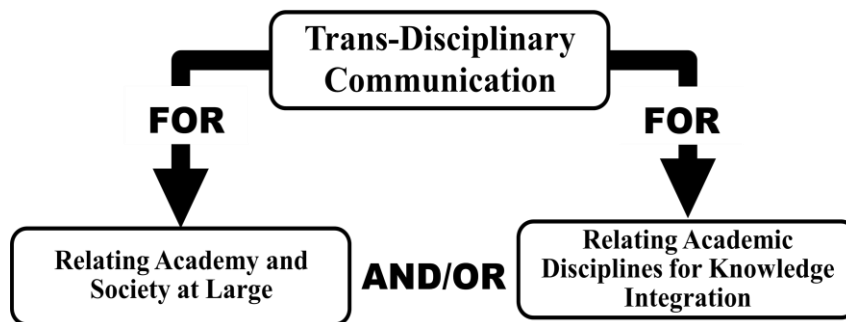 Trans-Disciplinary
Communication
FOR
FOR
Relating Academy and
Society at Large
AND/OR
Relating Academic
Disciplines for Knowledge
Integration